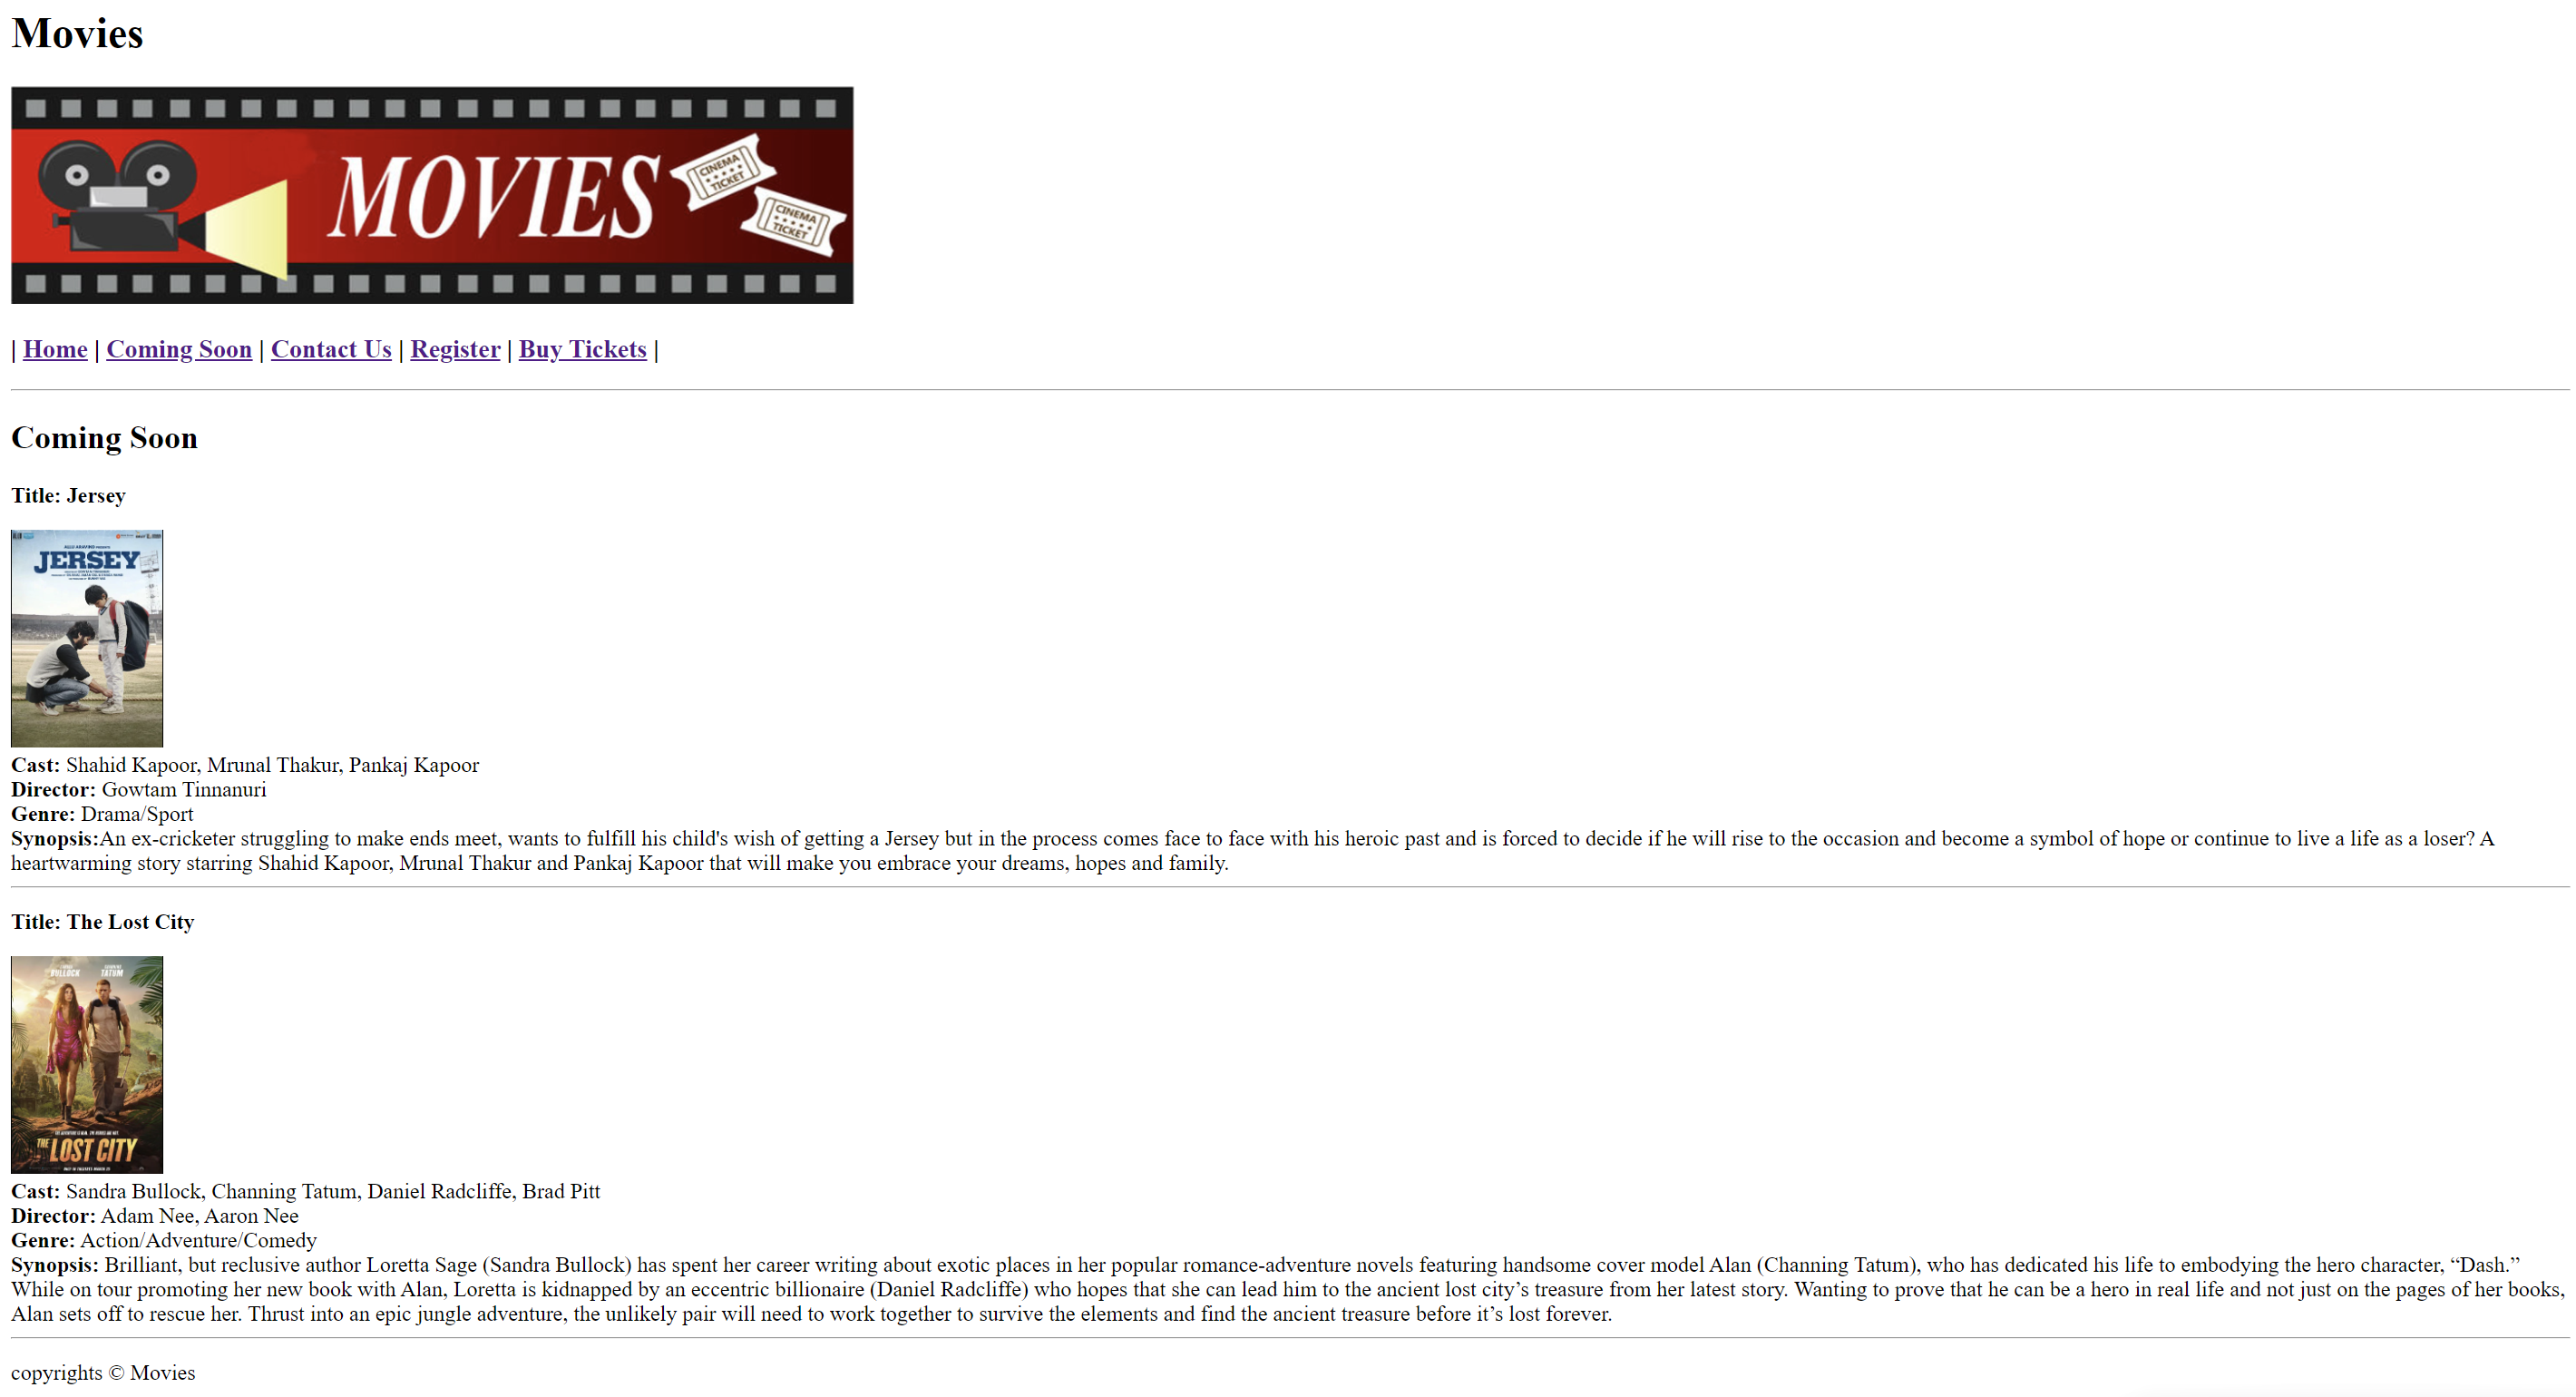 Movies
MOVIES
CINEMA
TICKET
CINEMA
TICKET
| Home | Coming Soon | Contact Us | Register | Buy Tickets |
Coming Soon
Title: Jersey
JERSEY
Cast: Shahid Kapoor, Mrunal Thakur, Pankaj Kapoor
Director: Gowtam Tinnanuri
Genre: Drama/Sport
Synopsis:An ex-cricketer struggling to make ends meet, wants to fulfill his child's wish of getting a Jersey but in the process comes face to face with his heroic past and is forced to decide if he will rise to the occasion and become a symbol of hope or continue to live a life as a loser? A
heartwarming story starring Shahid Kapoor, Mrunal Thakur and Pankaj Kapoor that will make you embrace your dreams, hopes and family.
Title: The Lost City
BULLOCK TATUM
THE LOST CITY
Cast: Sandra Bullock, Channing Tatum, Daniel Radcliffe, Brad Pitt
Director: Adam Nee, Aaron Nee
Genre: Action/Adventure/Comedy
Synopsis: Brilliant, but reclusive author Loretta Sage (Sandra Bullock) has spent her career writing about exotic places in her popular romance-adventure novels featuring handsome cover model Alan (Channing Tatum), who has dedicated his life to embodying the hero character, “Dash.”
While on tour promoting her new book with Alan, Loretta is kidnapped by an eccentric billionaire (Daniel Radcliffe) who hopes that she can lead him to the ancient lost city’s treasure from her latest story. Wanting to prove that he can be a hero in real life and not just on the pages of her books,
Alan sets off to rescue her. Thrust into an epic jungle adventure, the unlikely pair will need to work together to survive the elements and find the ancient treasure before it’s lost forever.
copyrights © Movies